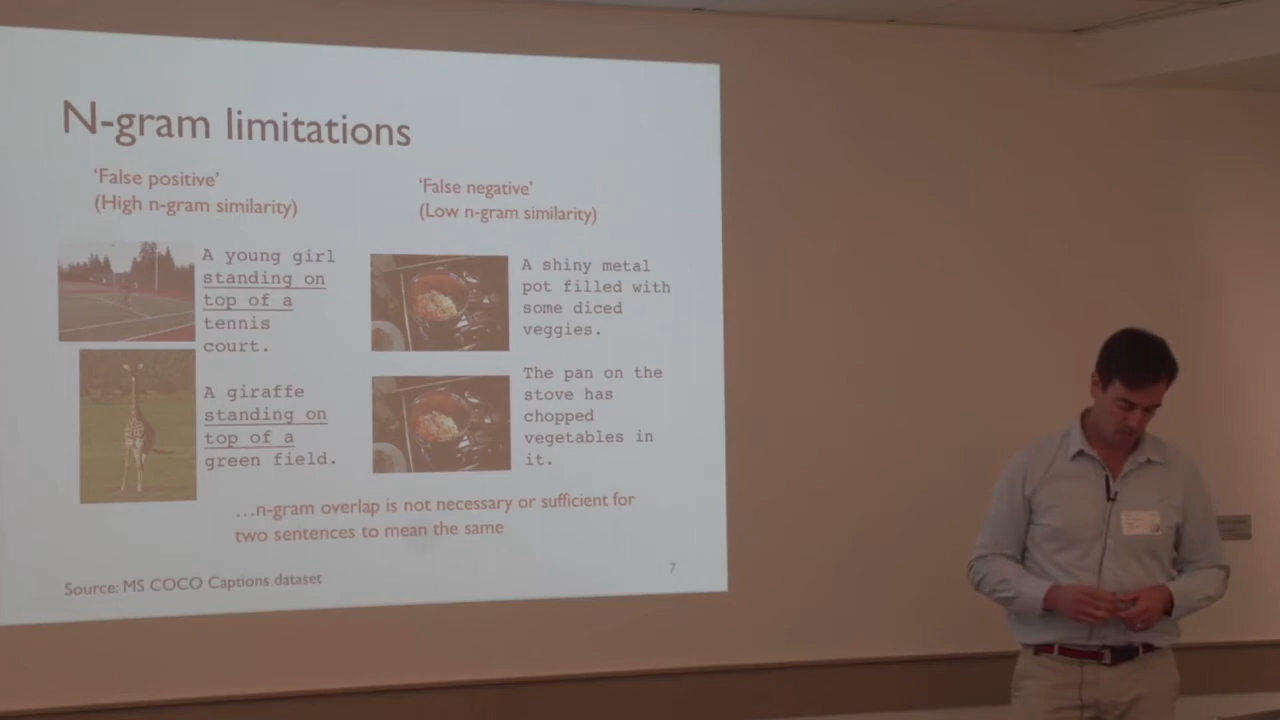 N-gram limitations
‘False positive’
(High n-gram similarity)
‘False negative’
(Low n-gram similarity)
A young girl
standing on
top of a
tennis
court.
A giraffe
standing on
top of a
green field.
A shiny metal
pot filled with
some diced
veggies.
The pan on the
stove has
chopped
vegetables in
it.
...n-gram overlap is not necessary or sufficient for
two sentences to mean the same
Source: MS COCO Captions dataset
7